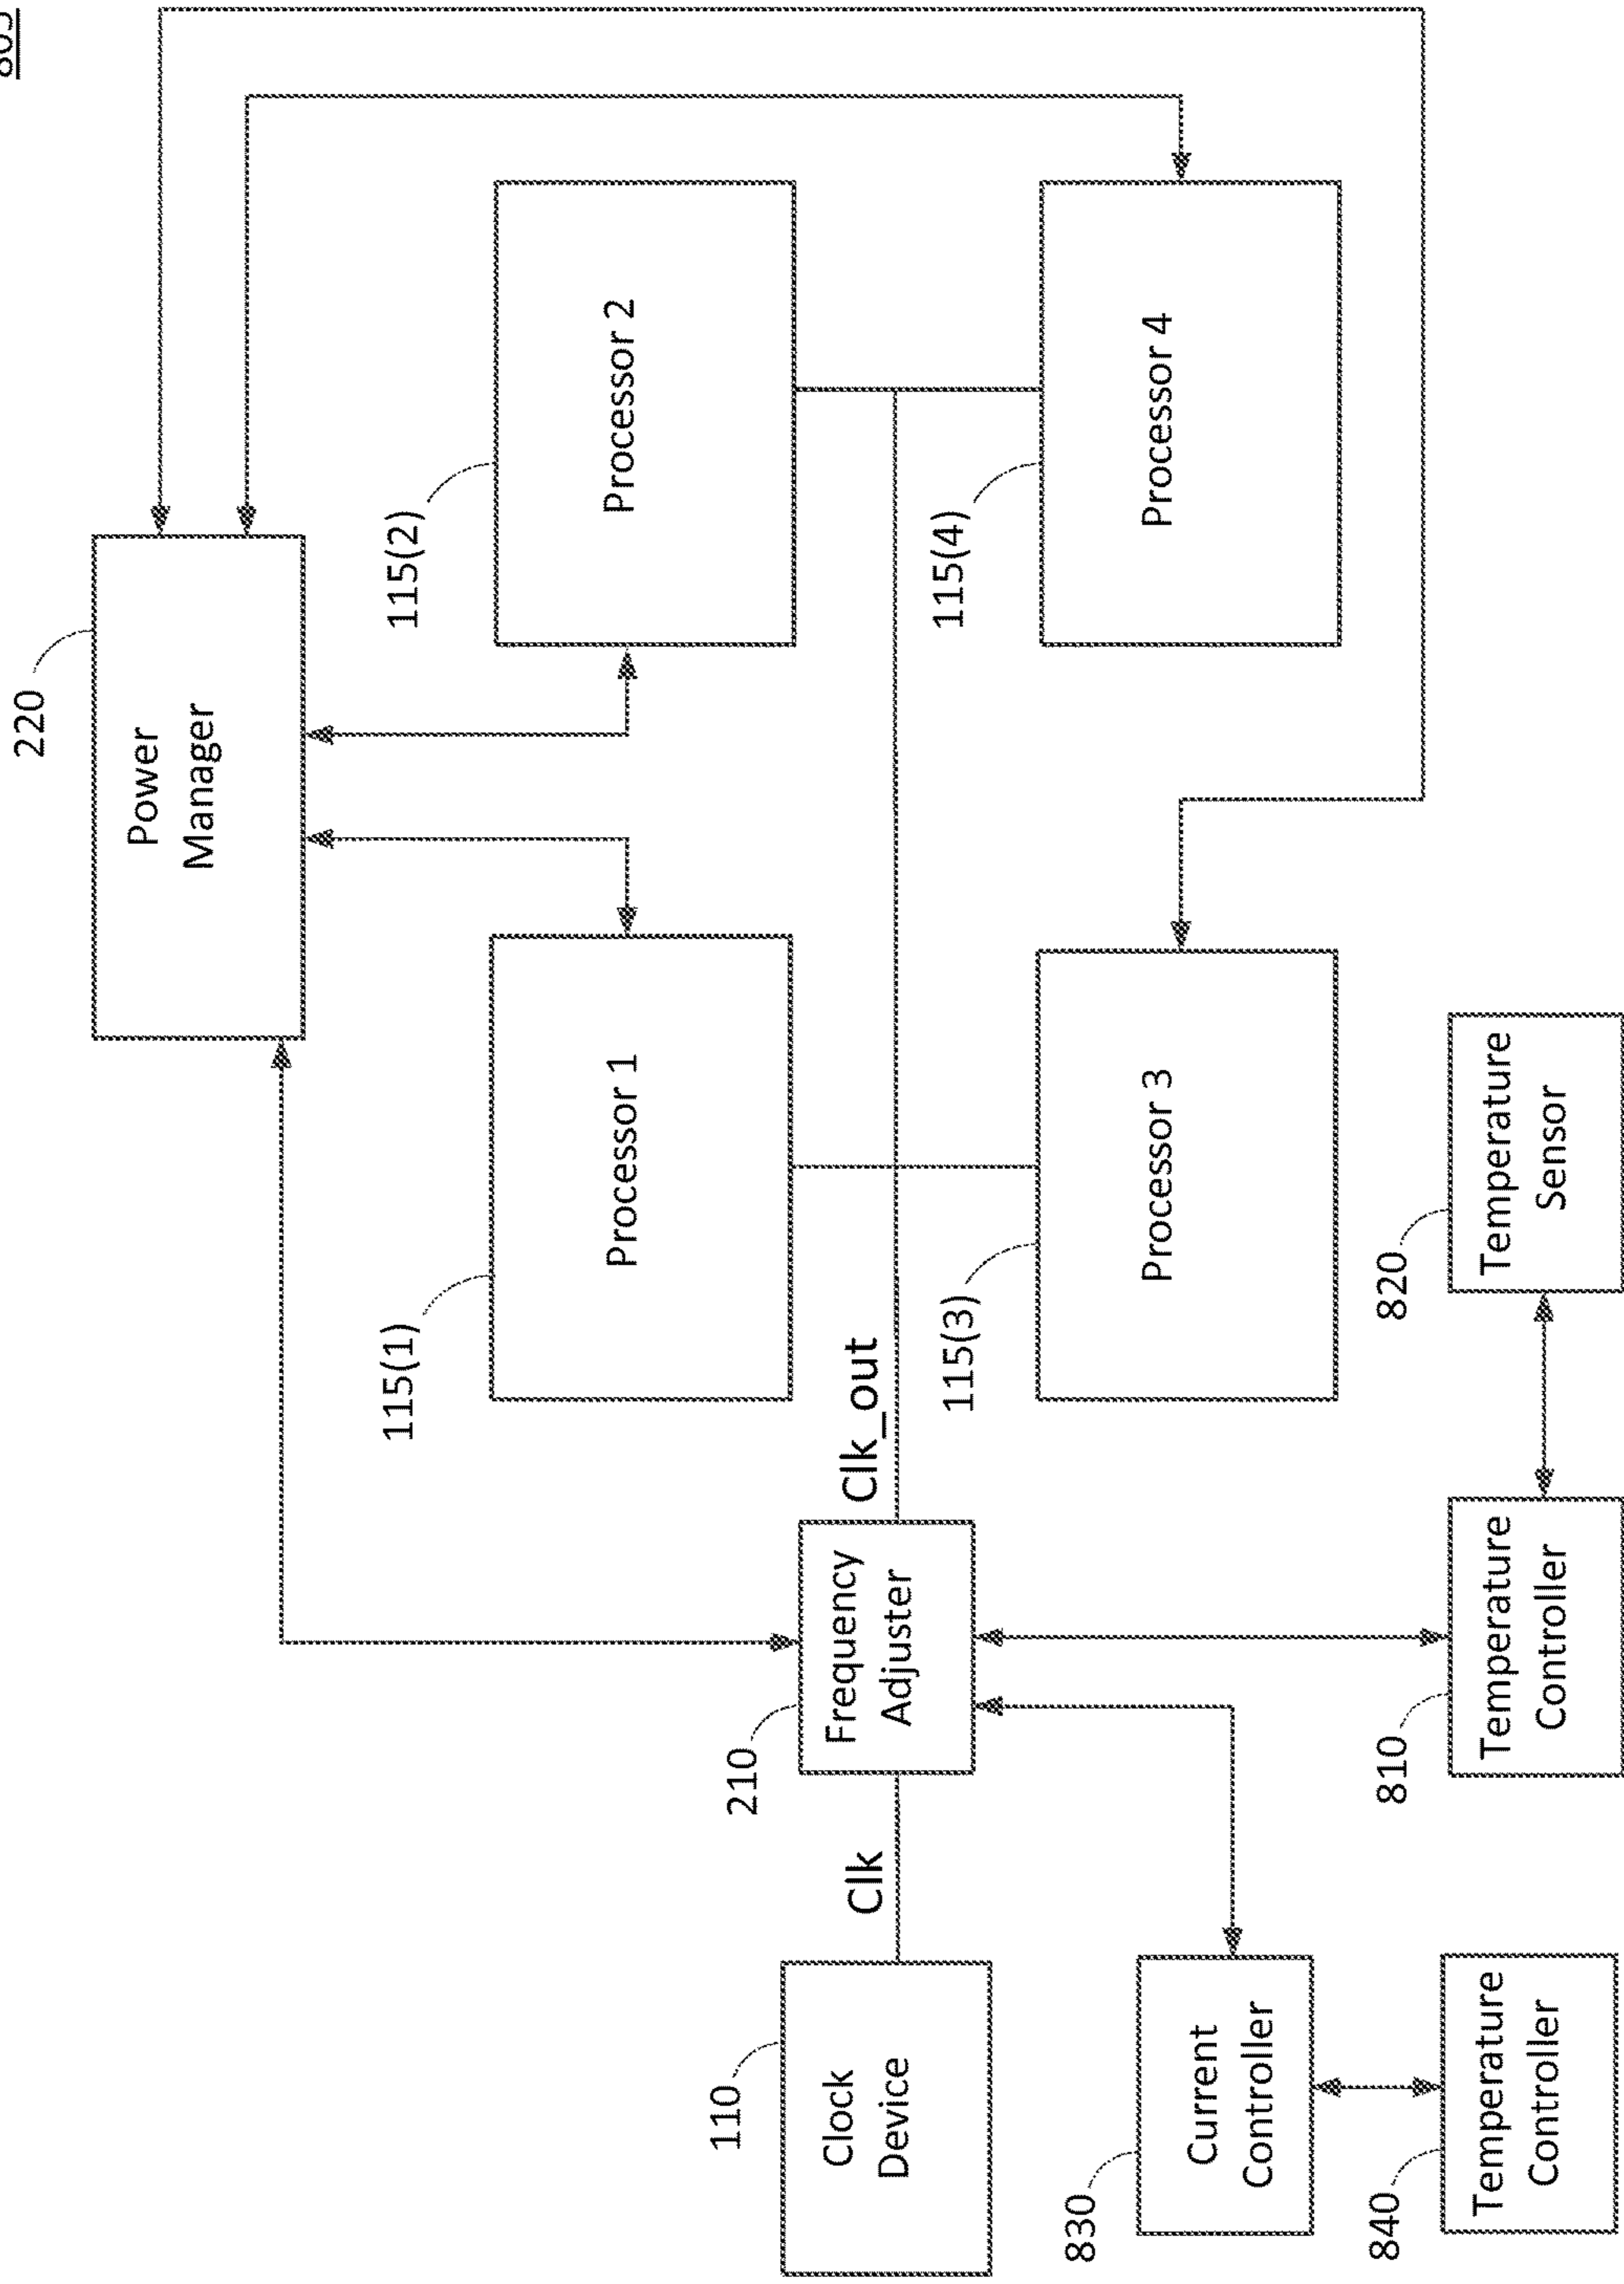 220
Power
Manager
115(1)
115(2)
Processor 1
Processor 2
110
210
Clock
Device
Clk
Frequency
Adjuster
Clk_out
115(3)
115(4)
Processor 3
Processor 4
830
Current
Controller
840
Temperature
Controller
810
Temperature
Controller
820
Temperature
Sensor